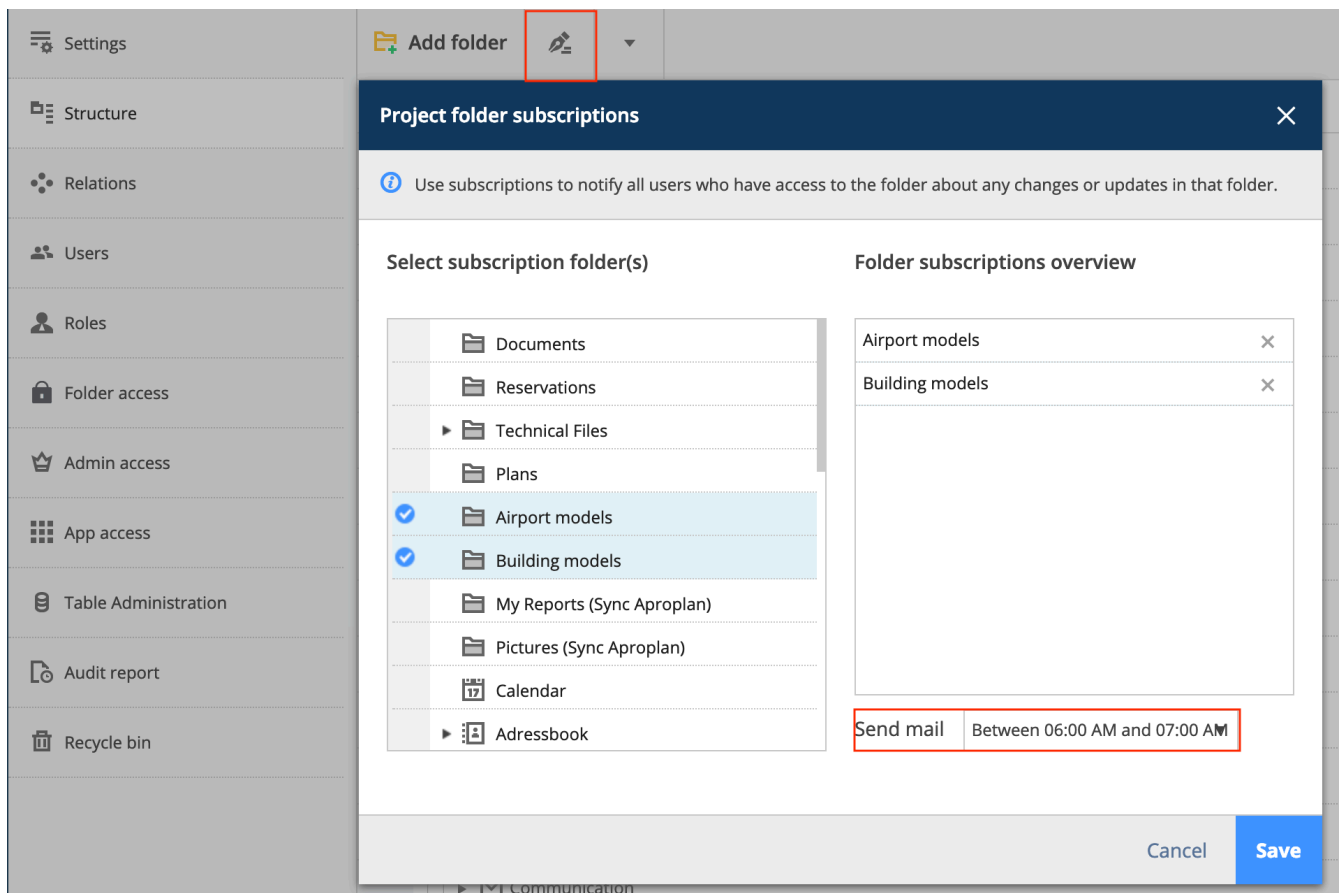 Settings
Structure
Relations
Users
Roles
Folder access
Admin access
App access
Table Administration
Audit report
Recycle bin
Add folder
Project folder subscriptions
Use subscriptions to notify all users who have access to the folder about any changes or updates in that folder.
Select subscription folder(s)
Documents
Reservations
Technical Files
Plans
Airport models
Building models
My Reports (Sync Aproplan)
Pictures (Sync Aproplan)
17
Calendar
Adressbook
Folder subscriptions overview
Airport models
Building models
Send mail
Between 06:00 AM and 07:00 AM
Cancel
Save
Communication